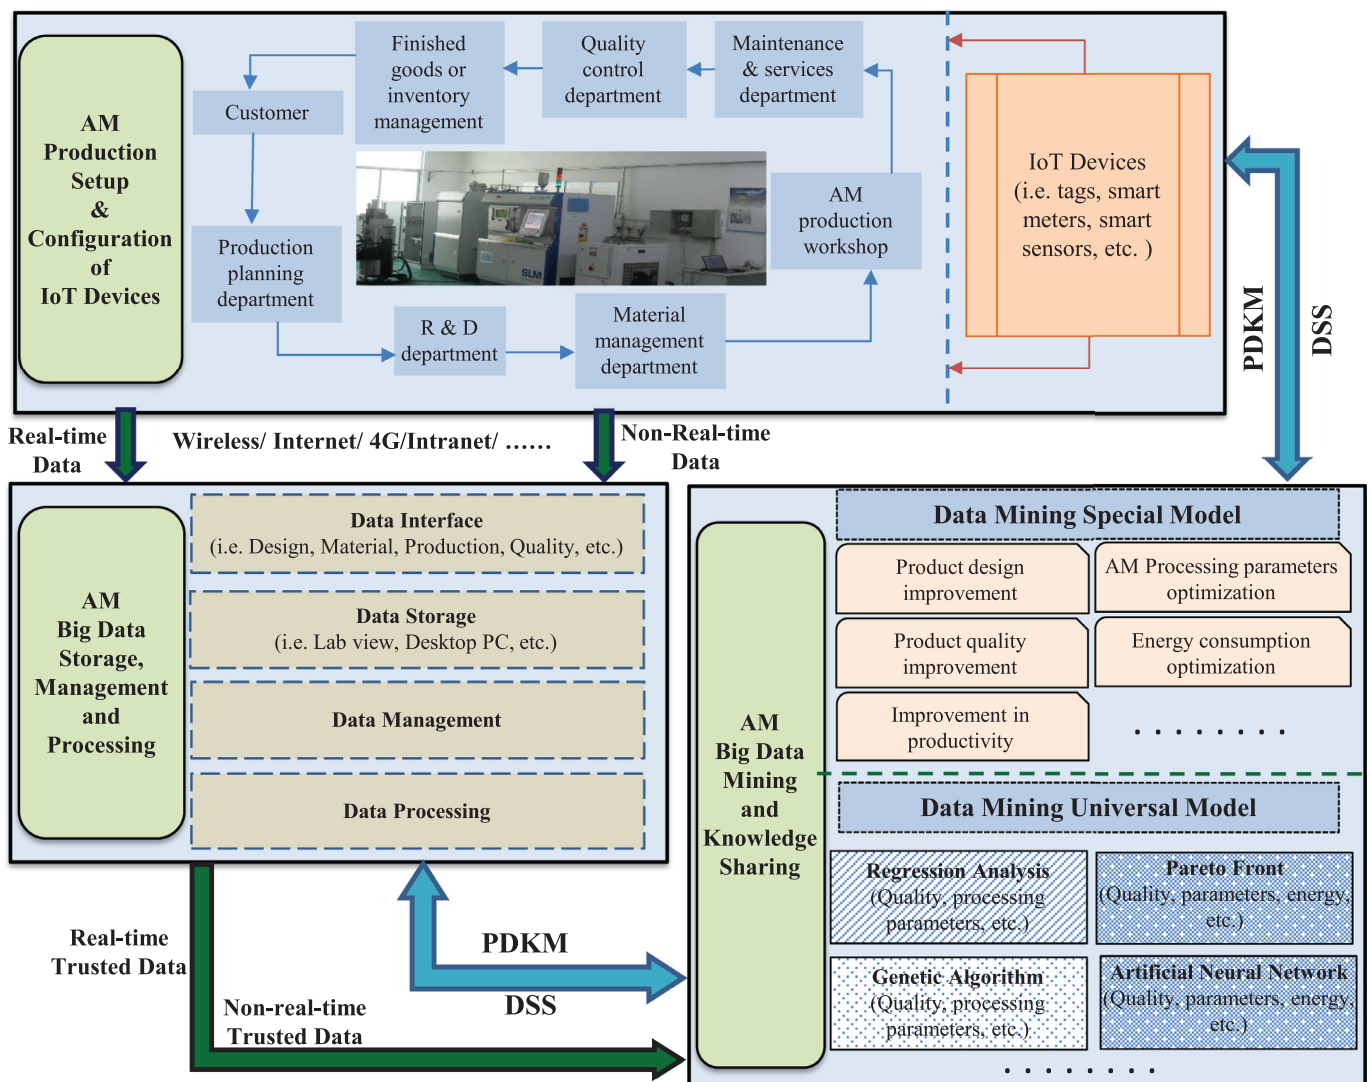 AM
Production
Setup
&
Configuration
of
IoT Devices
Finished
goods or
inventory
management
Quality
control
department
Maintenance
& services
department
Customer
Production
planning
department
R & D
department
Material
management
department
AM
production
workshop
SLM
IoT Devices
(i.e. tags, smart
meters, smart
sensors, etc. )
PDKM
DSS
Real-time
Data
Wireless/ Internet/ 4G/Intranet/ ......
Non-Real-time
Data
AM
Big Data
Storage,
Management
and
Processing
Data Interface
(i.e. Design, Material, Production, Quality, etc.)
Data Storage
(i.e. Lab view, Desktop PC, etc.)
Data Management
Data Processing
AM
Big Data
Mining
and
Knowledge
Sharing
Data Mining Special Model
Product design
improvement
AM Processing parameters
optimization
Product quality
improvement
Energy consumption
optimization
Improvement in
productivity
. . . . . . . .
Data Mining Universal Model
Regression Analysis
(Quality, processing
parameters, etc.)
Pareto Front
(Quality, parameters, energy,
etc.)
Genetic Algorithm
(Quality, processing
parameters, etc.)
Artificial Neural Network
(Quality, parameters, energy,
etc.)
. . . . . . . .
PDKM
DSS
Real-time
Trusted Data
Non-real-time
Trusted Data